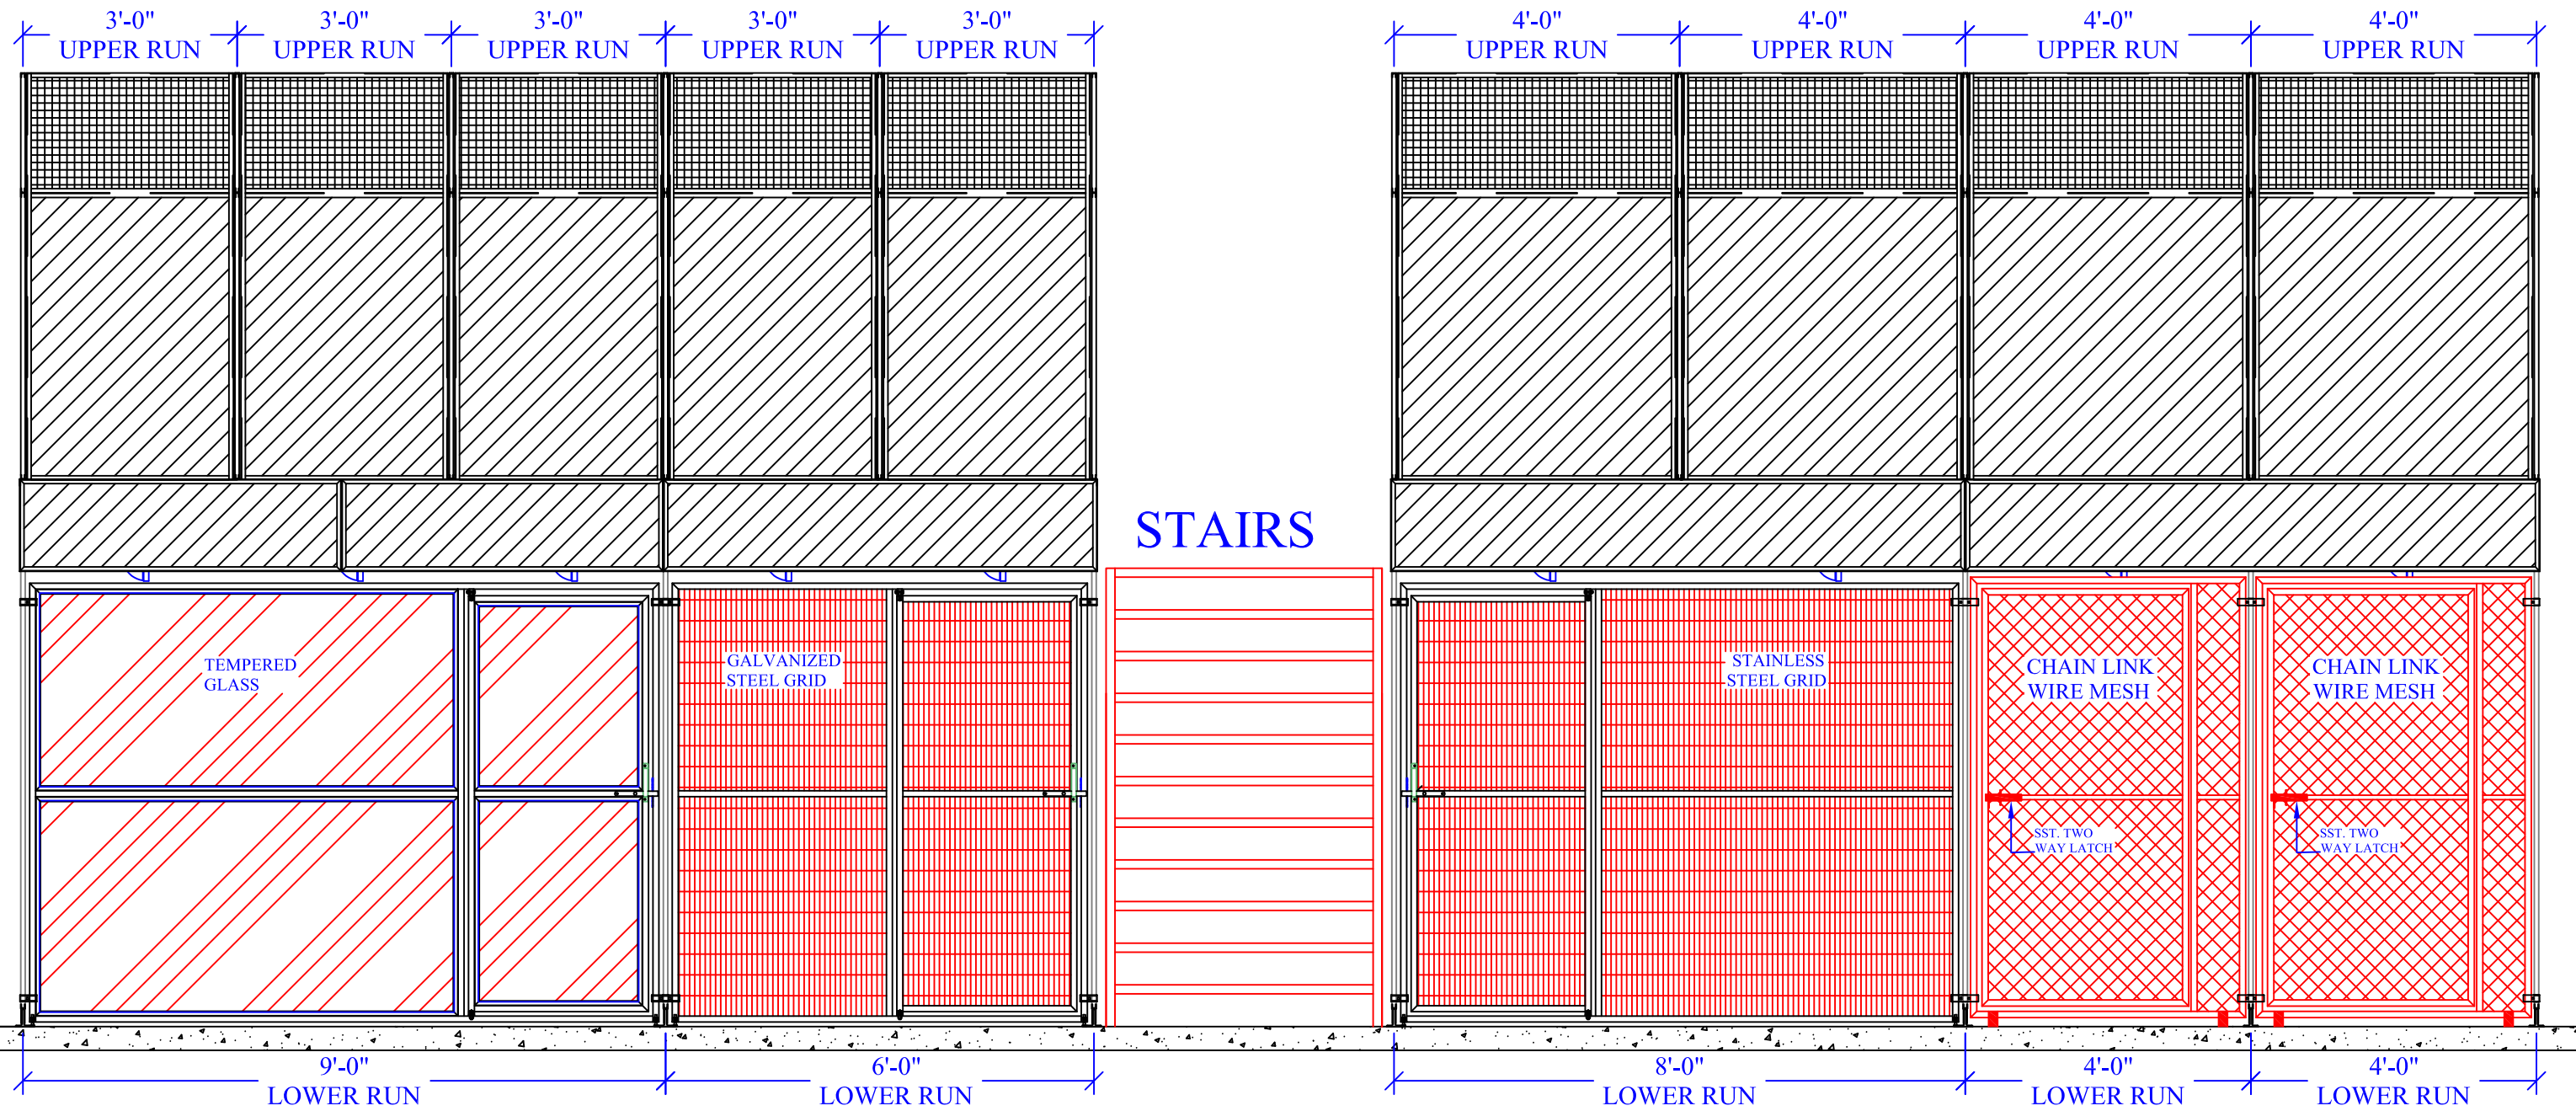 3'-0" 3'-0" 3'-0" 3'-0" 3'-0" 4'-0" 4'-0" 4'-0" 4'-0"
UPPER RUN UPPER RUN UPPER RUN UPPER RUN UPPER RUN UPPER RUN UPPER RUN UPPER RUN UPPER RUN
STAIRS
TEMPERED
GLASS
GALVANIZED
STEEL GRID
STAINLESS
STEEL GRID
CHAIN LINK
WIRE MESH
CHAIN LINK
WIRE MESH
SST. TWO
WAY LATCH
SST. TWO
WAY LATCH
9'-0" 6'-0" 8'-0" 4'-0" 4'-0"
LOWER RUN LOWER RUN LOWER RUN LOWER RUN LOWER RUN